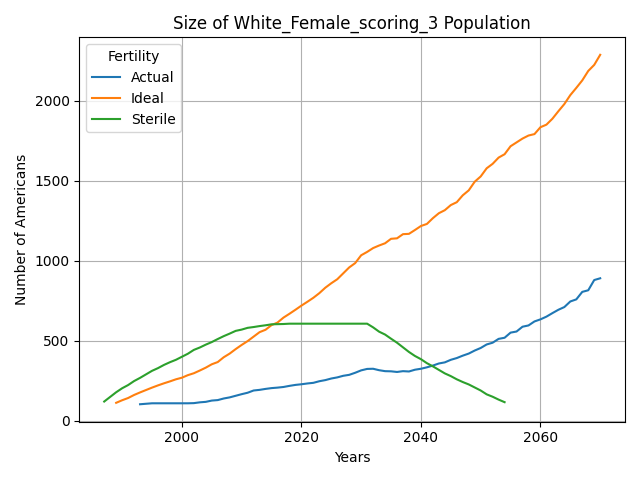 Size of White_Female_scoring_3 Population
Fertility
Actual
Ideal
Sterile
Number of Americans
2000
1500
1000
500
0
2000 2020 2040 2060
Years